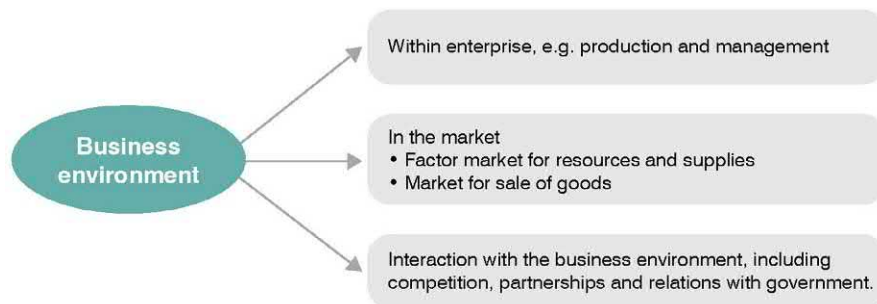 Business
environment
Within enterprise, e.g. production and management
In the market
• Factor market for resources and supplies
• Market for sale of goods
Interaction with the business environment, including
competition, partnerships and relations with government.